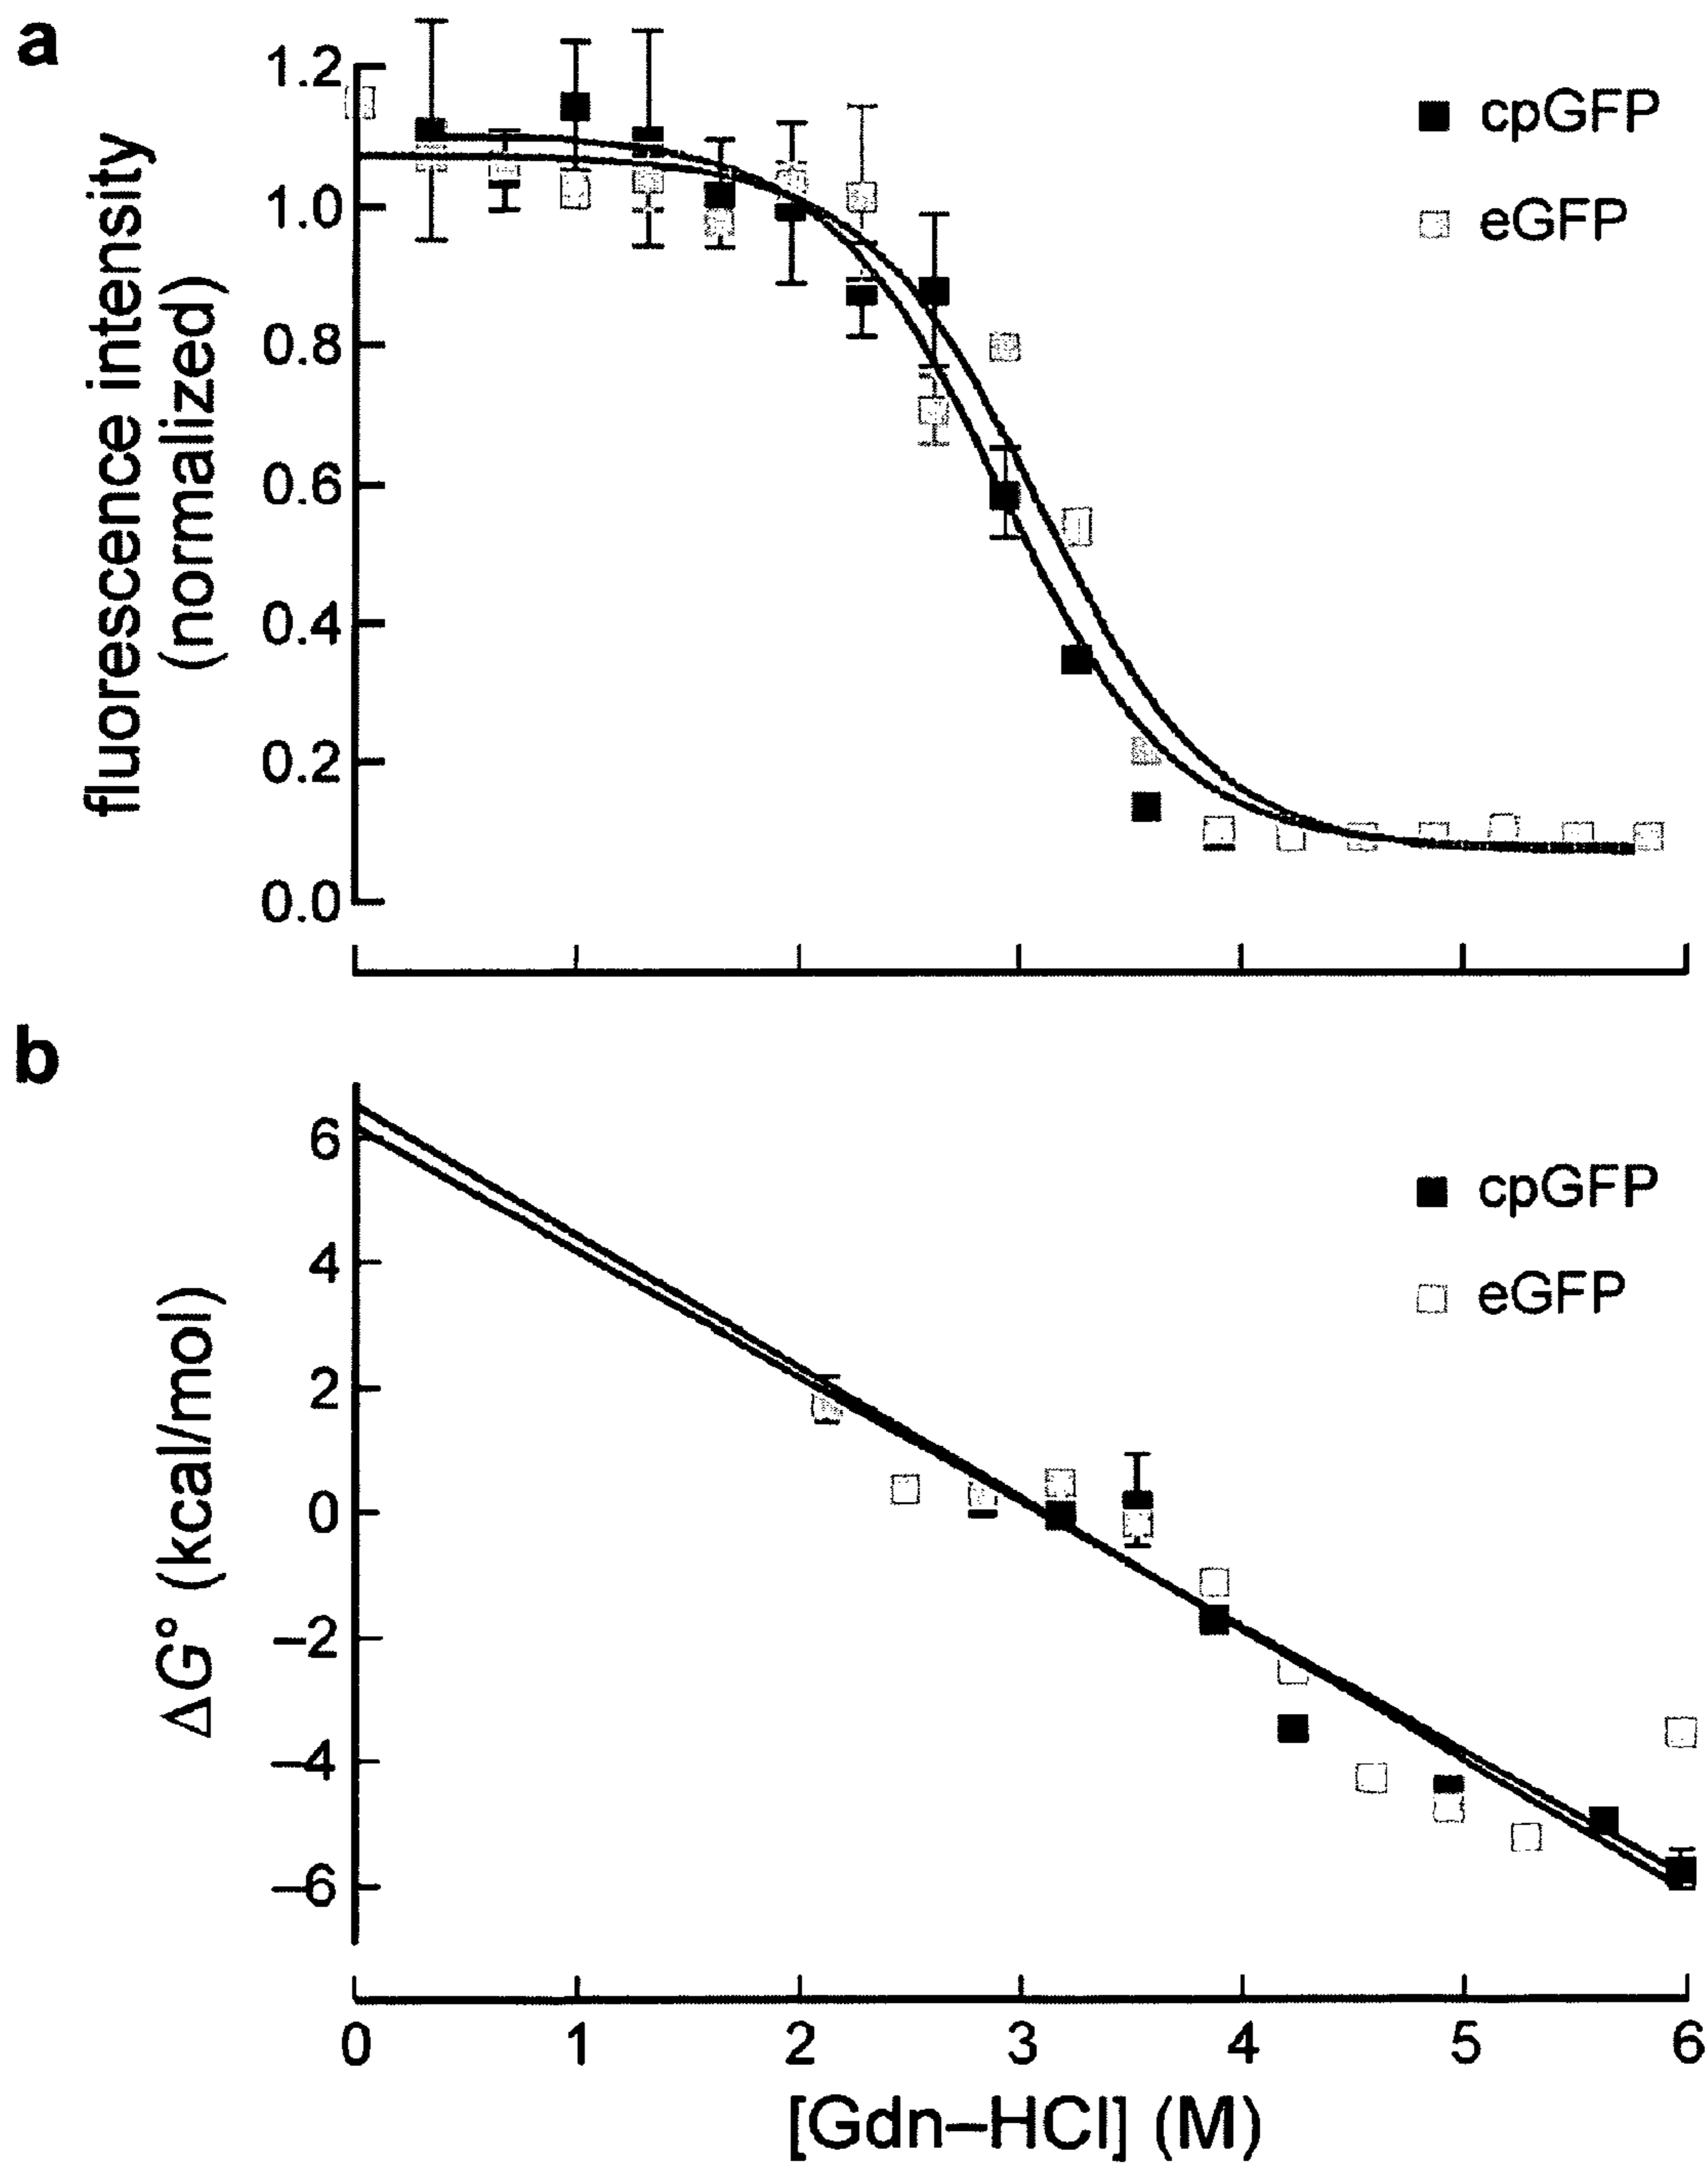 a
fluorescence intensity
(normalized)
1.2
1.0
0.8
0.6
0.4
0.2
0.0
cpGFP
eGFP
b
ΔG° (kcal/mol)
6
4
2
0
−2
−4
−6
cpGFP
eGFP
0 1 2 3 4 5 6
[Gdn–HCl] (M)